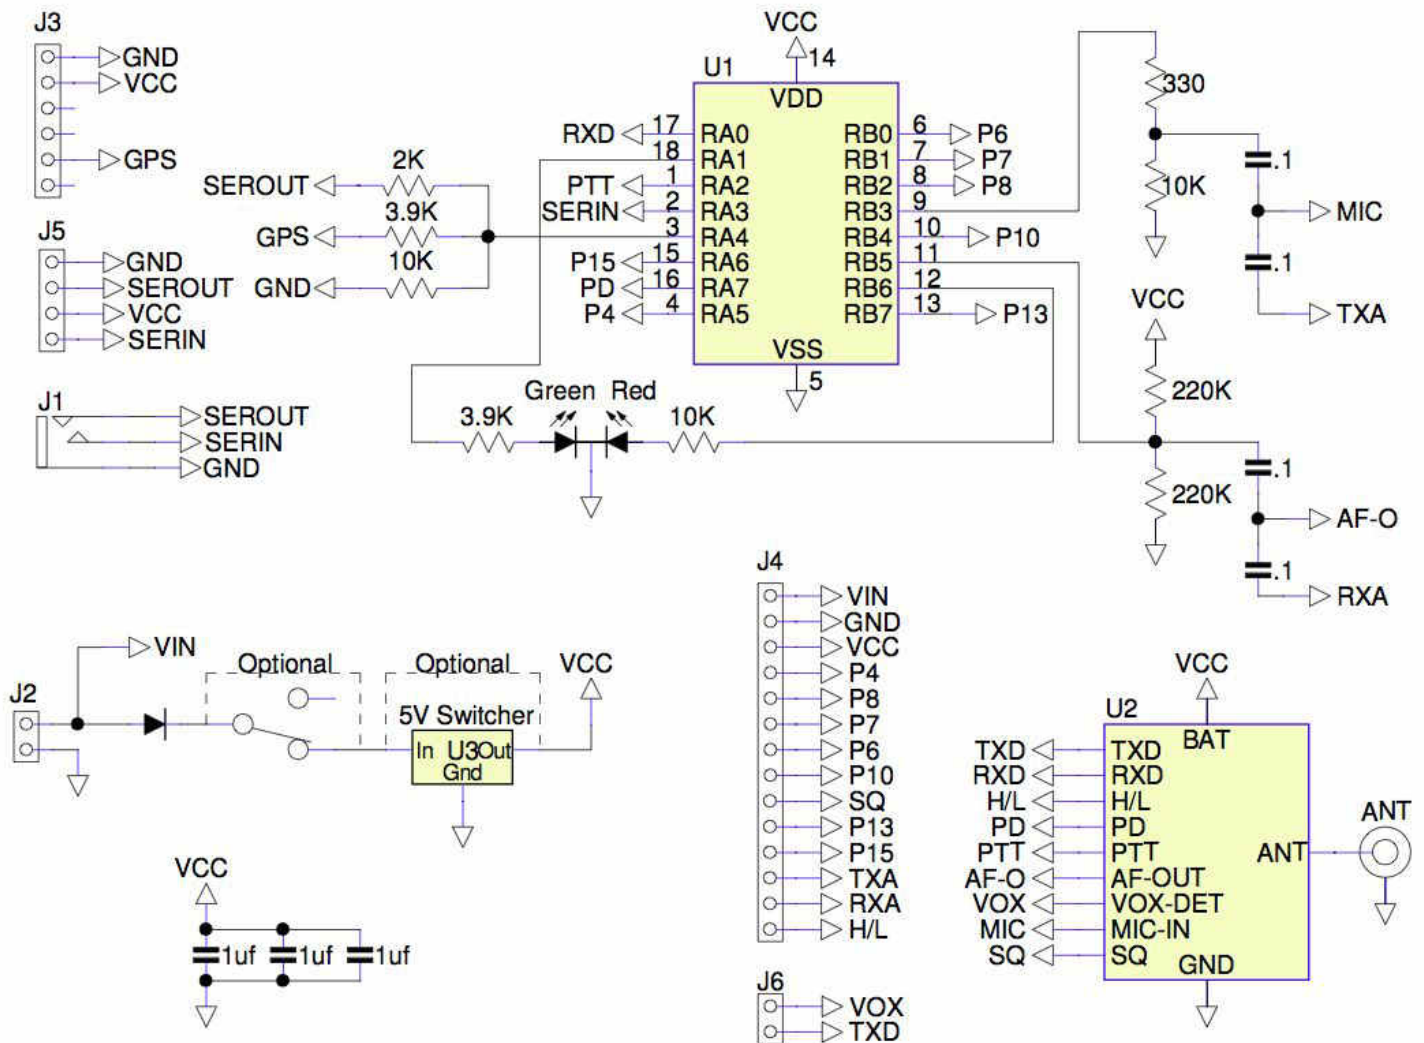 J3
GND
VCC
GPS
J5
GND
SEROUT
VCC
SERIN
J1
SEROUT
SERIN
GND
SEROUT
2K
GPS
3.9K
GND
10K
VCC
14
U1
VDD
RXD 17 RA0
18 RA1
PTT 1 RA2
SERIN 2 RA3
3 RA4
P15 15 RA6
PD 16 RA7
P4 4 RA5
RB0 6 P6
RB1 7 P7
RB2 8 P8
RB3 9
RB4 10 P10
RB5 11
RB6 12
RB7 13 P13
VSS
5
Green Red
3.9K
10K
330
10K
.1
MIC
.1
TXA
VCC
220K
220K
.1
AF-O
.1
RXA
J2
VIN
Optional
Optional
VCC
5V Switcher
In U3 Out
Gnd
VCC
1uf 1uf 1uf
J4
VIN
GND
VCC
P4
P8
P7
P6
P10
SQ
P13
P15
TXA
RXA
H/L
J6
VOX
TXD
VCC
U2
BAT
TXD TXD
RXD RXD
H/L H/L
PD PD
PTT PTT
AF-O AF-OUT
VOX VOX-DET
MIC MIC-IN
SQ SQ
GND
ANT
ANT